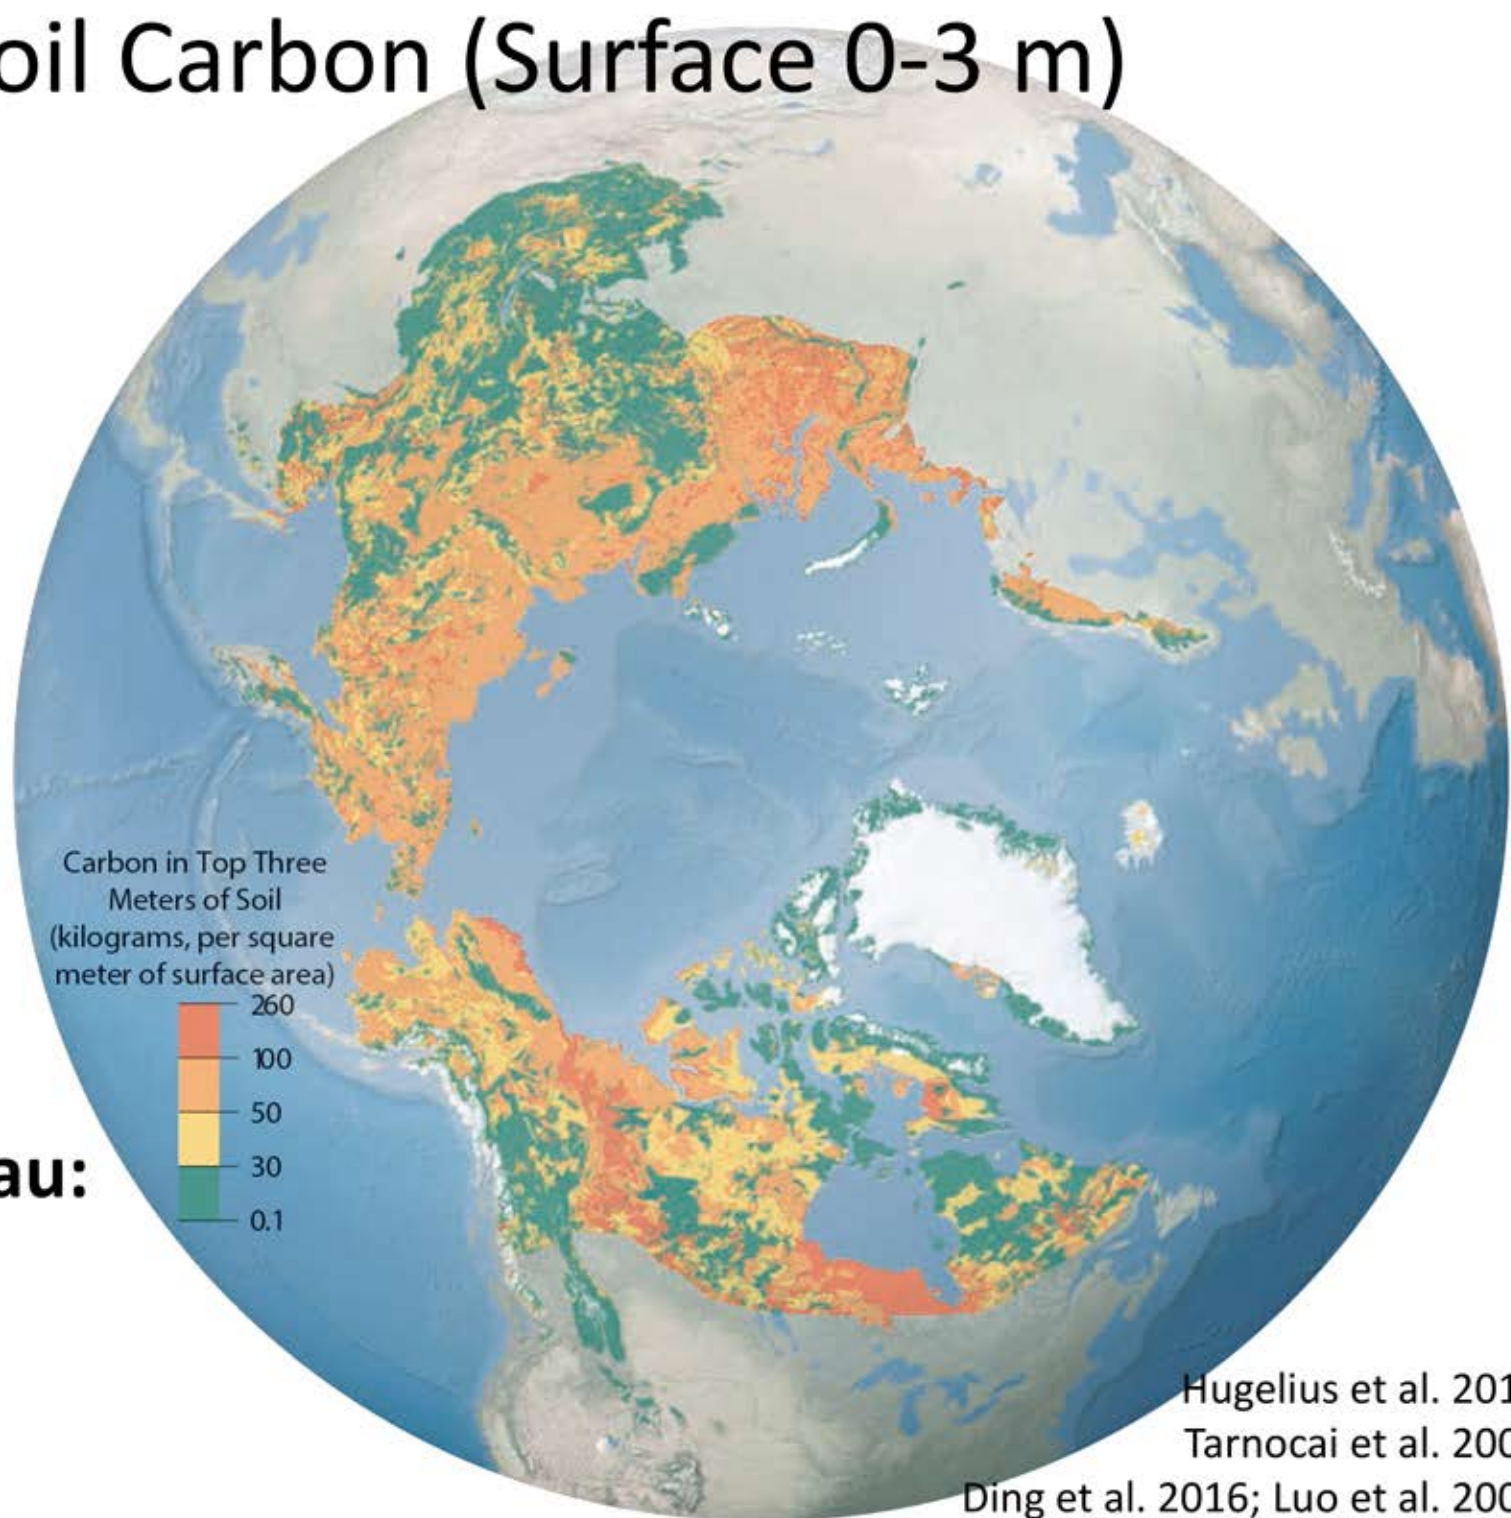 oil Carbon (Surface 0-3 m)
Carbon in Top Three
Meters of Soil
(kilograms, per square
meter of surface area)
260
100
50
30
0.1
au:
Hugelius et al. 201
Tarnocai et al. 200
Ding et al. 2016; Luo et al. 200